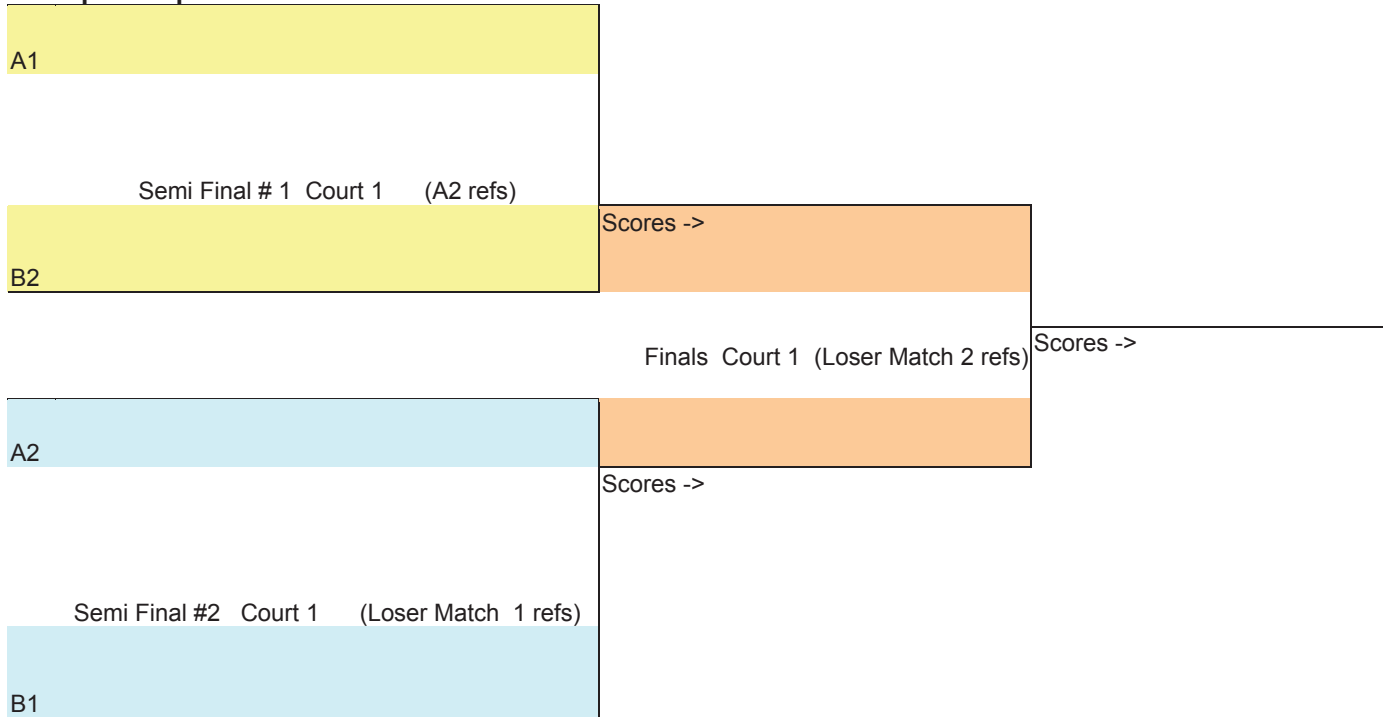 A1
Semi Final # 1 Court 1 (A2 refs)
Scores ->
B2
Finals Court 1 (Loser Match 2 refs)
Scores ->
A2
Scores ->
Semi Final #2 Court 1 (Loser Match 1 refs)
B1